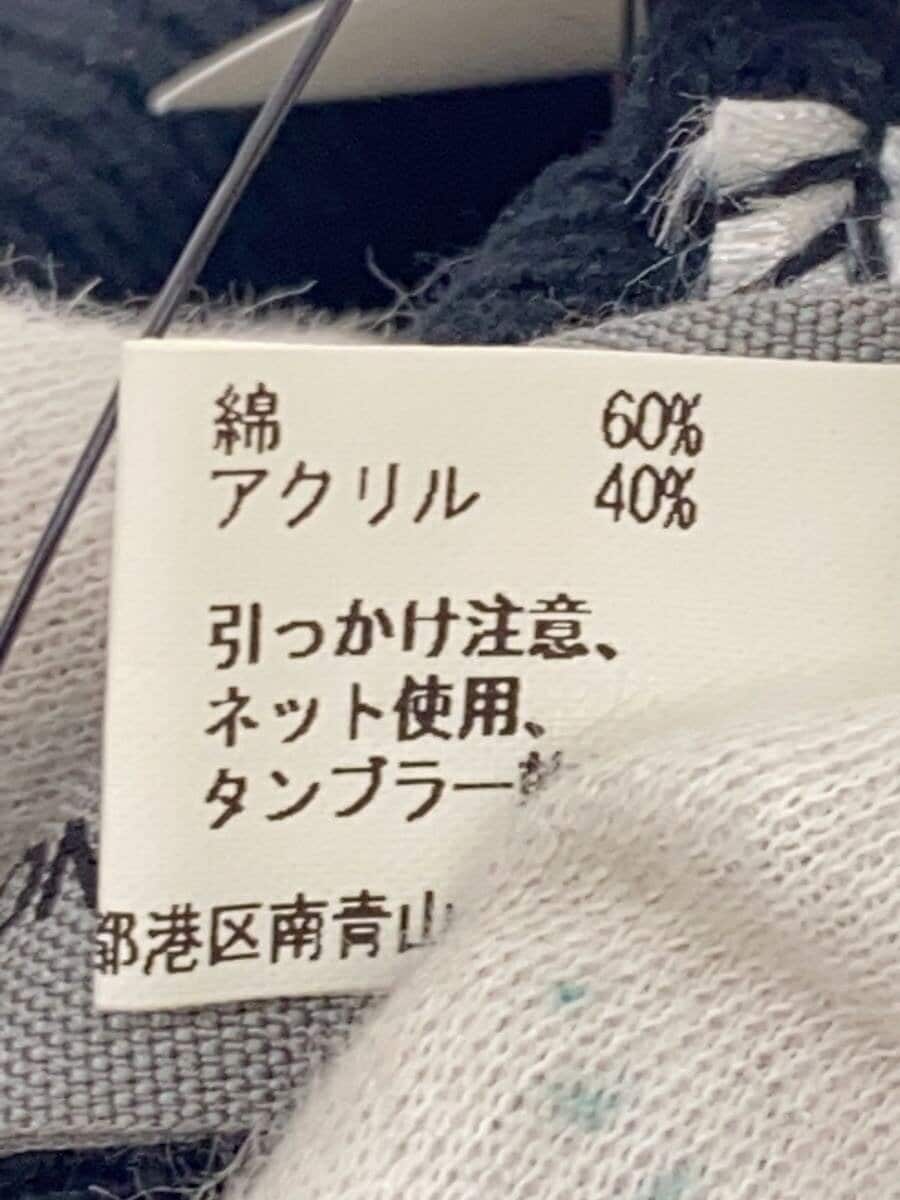 綿 60%
アクリル 40%
引っかけ注意、
ネット使用、
タンブラー
都港区南青山